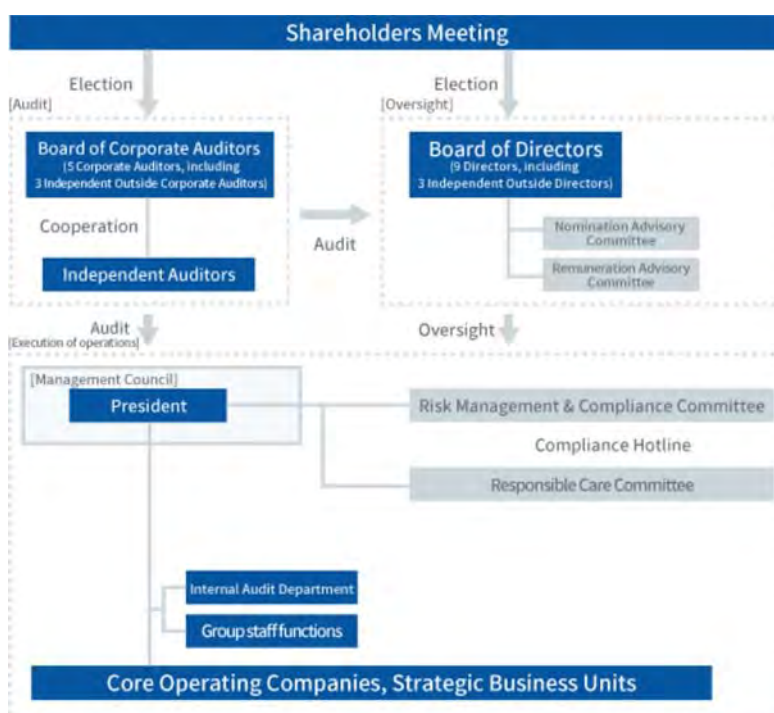 Shareholders Meeting
Election
Election
[Audit]
[Oversight]
Board of Corporate Auditors
(5 Corporate Auditors, including
3 Independent Outside Corporate Auditors)
Board of Directors
(9 Directors, including
3 Independent Outside Directors)
Cooperation
Audit
Nomination Advisory
Committee
Independent Auditors
Remuneration Advisory
Committee
Audit
Oversight
[Execution of operations]
[Management Council]
President
Risk Management & Compliance Committee
Compliance Hotline
Responsible Care Committee
Internal Audit Department
Group staff functions
Core Operating Companies, Strategic Business Units